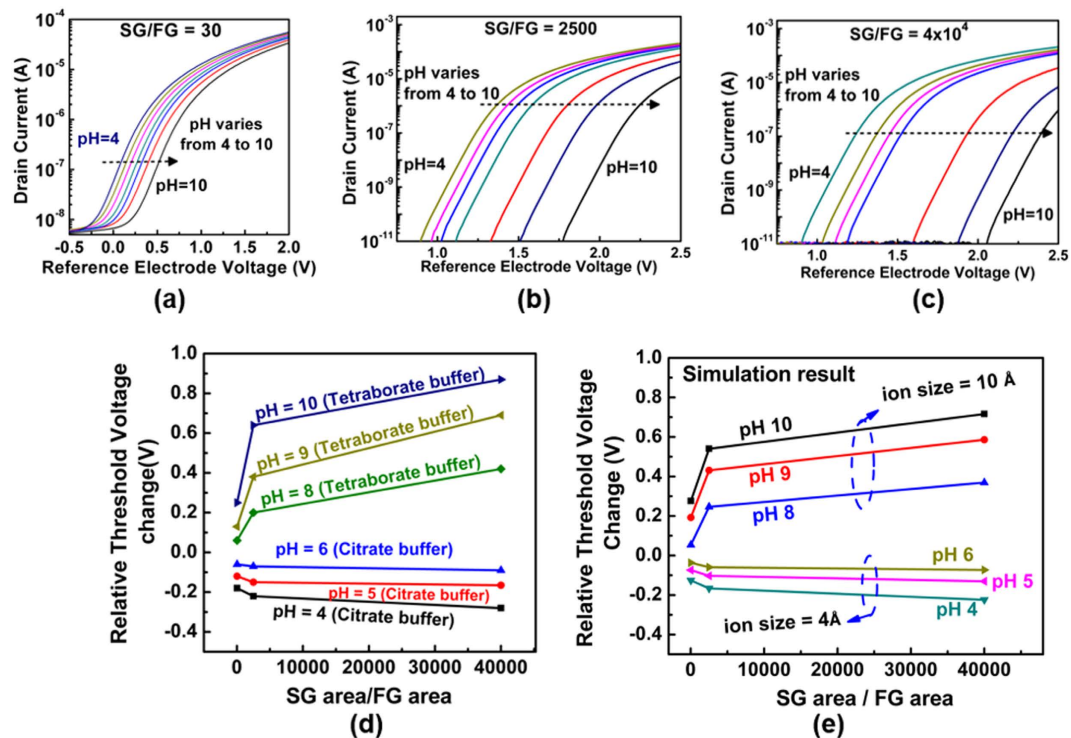 SG/FG = 30
pH=4
pH varies
from 4 to 10
pH=10
Drain Current (A)
10⁻⁴
10⁻⁵
10⁻⁶
10⁻⁷
10⁻⁸
-0.5 0.0 0.5 1.0 1.5 2.0
Reference Electrode Voltage (V)
(a)
SG/FG = 2500
pH varies
from 4 to 10
pH=4
pH=10
Drain Current (A)
10⁻³
10⁻⁵
10⁻⁷
10⁻⁹
10⁻¹¹
1.0 1.5 2.0 2.5
Reference Electrode Voltage (V)
(b)
SG/FG = 4x10⁴
pH varies
from 4 to 10
pH=4
pH=10
Drain Current (A)
10⁻³
10⁻⁵
10⁻⁷
10⁻⁹
10⁻¹¹
1.0 1.5 2.0 2.5
Reference Electrode Voltage (V)
(c)
Relative Threshold Voltage
change(V)
1.0
0.8
0.6
0.4
0.2
0.0
-0.2
-0.4
pH = 10 (Tetraborate buffer)
pH = 9 (Tetraborate buffer)
pH = 8 (Tetraborate buffer)
pH = 6 (Citrate buffer)
pH = 5 (Citrate buffer)
pH = 4 (Citrate buffer)
0 10000 20000 30000 40000
SG area/FG area
(d)
Relative Threshold Voltage
Change (V)
1.0
0.8
0.6
0.4
0.2
0.0
-0.2
-0.4
Simulation result
ion size = 10 Å
pH 10
pH 9
pH 8
pH 6
pH 5
pH 4
ion size = 4Å
0 10000 20000 30000 40000
SG area / FG area
(e)